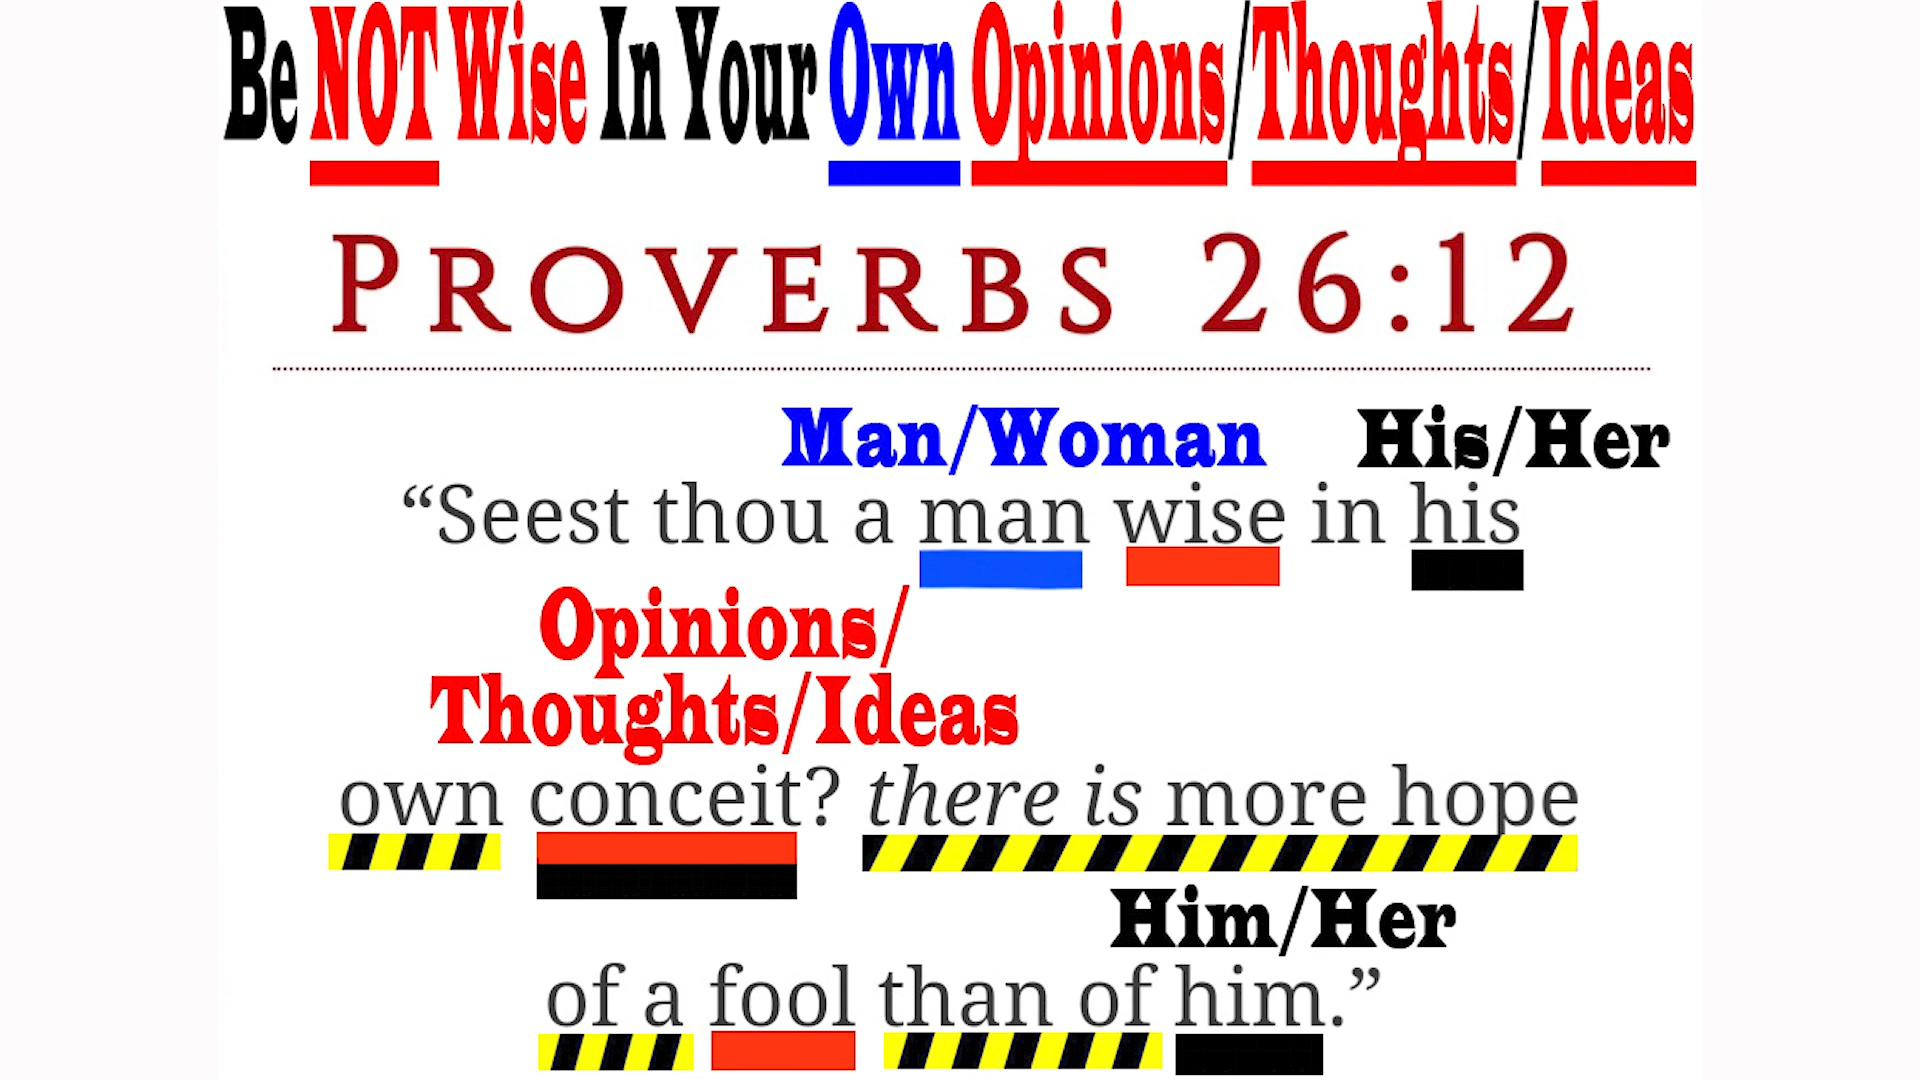 Be NOT Wise In Your Own Opinions/Thoughts/Ideas
PROVERBS 26:12
Man/Woman His/Her
“Seest thou a man wise in his
Opinions/
Thoughts/Ideas
own conceit? there is more hope
Him/Her
of a fool than of him.”